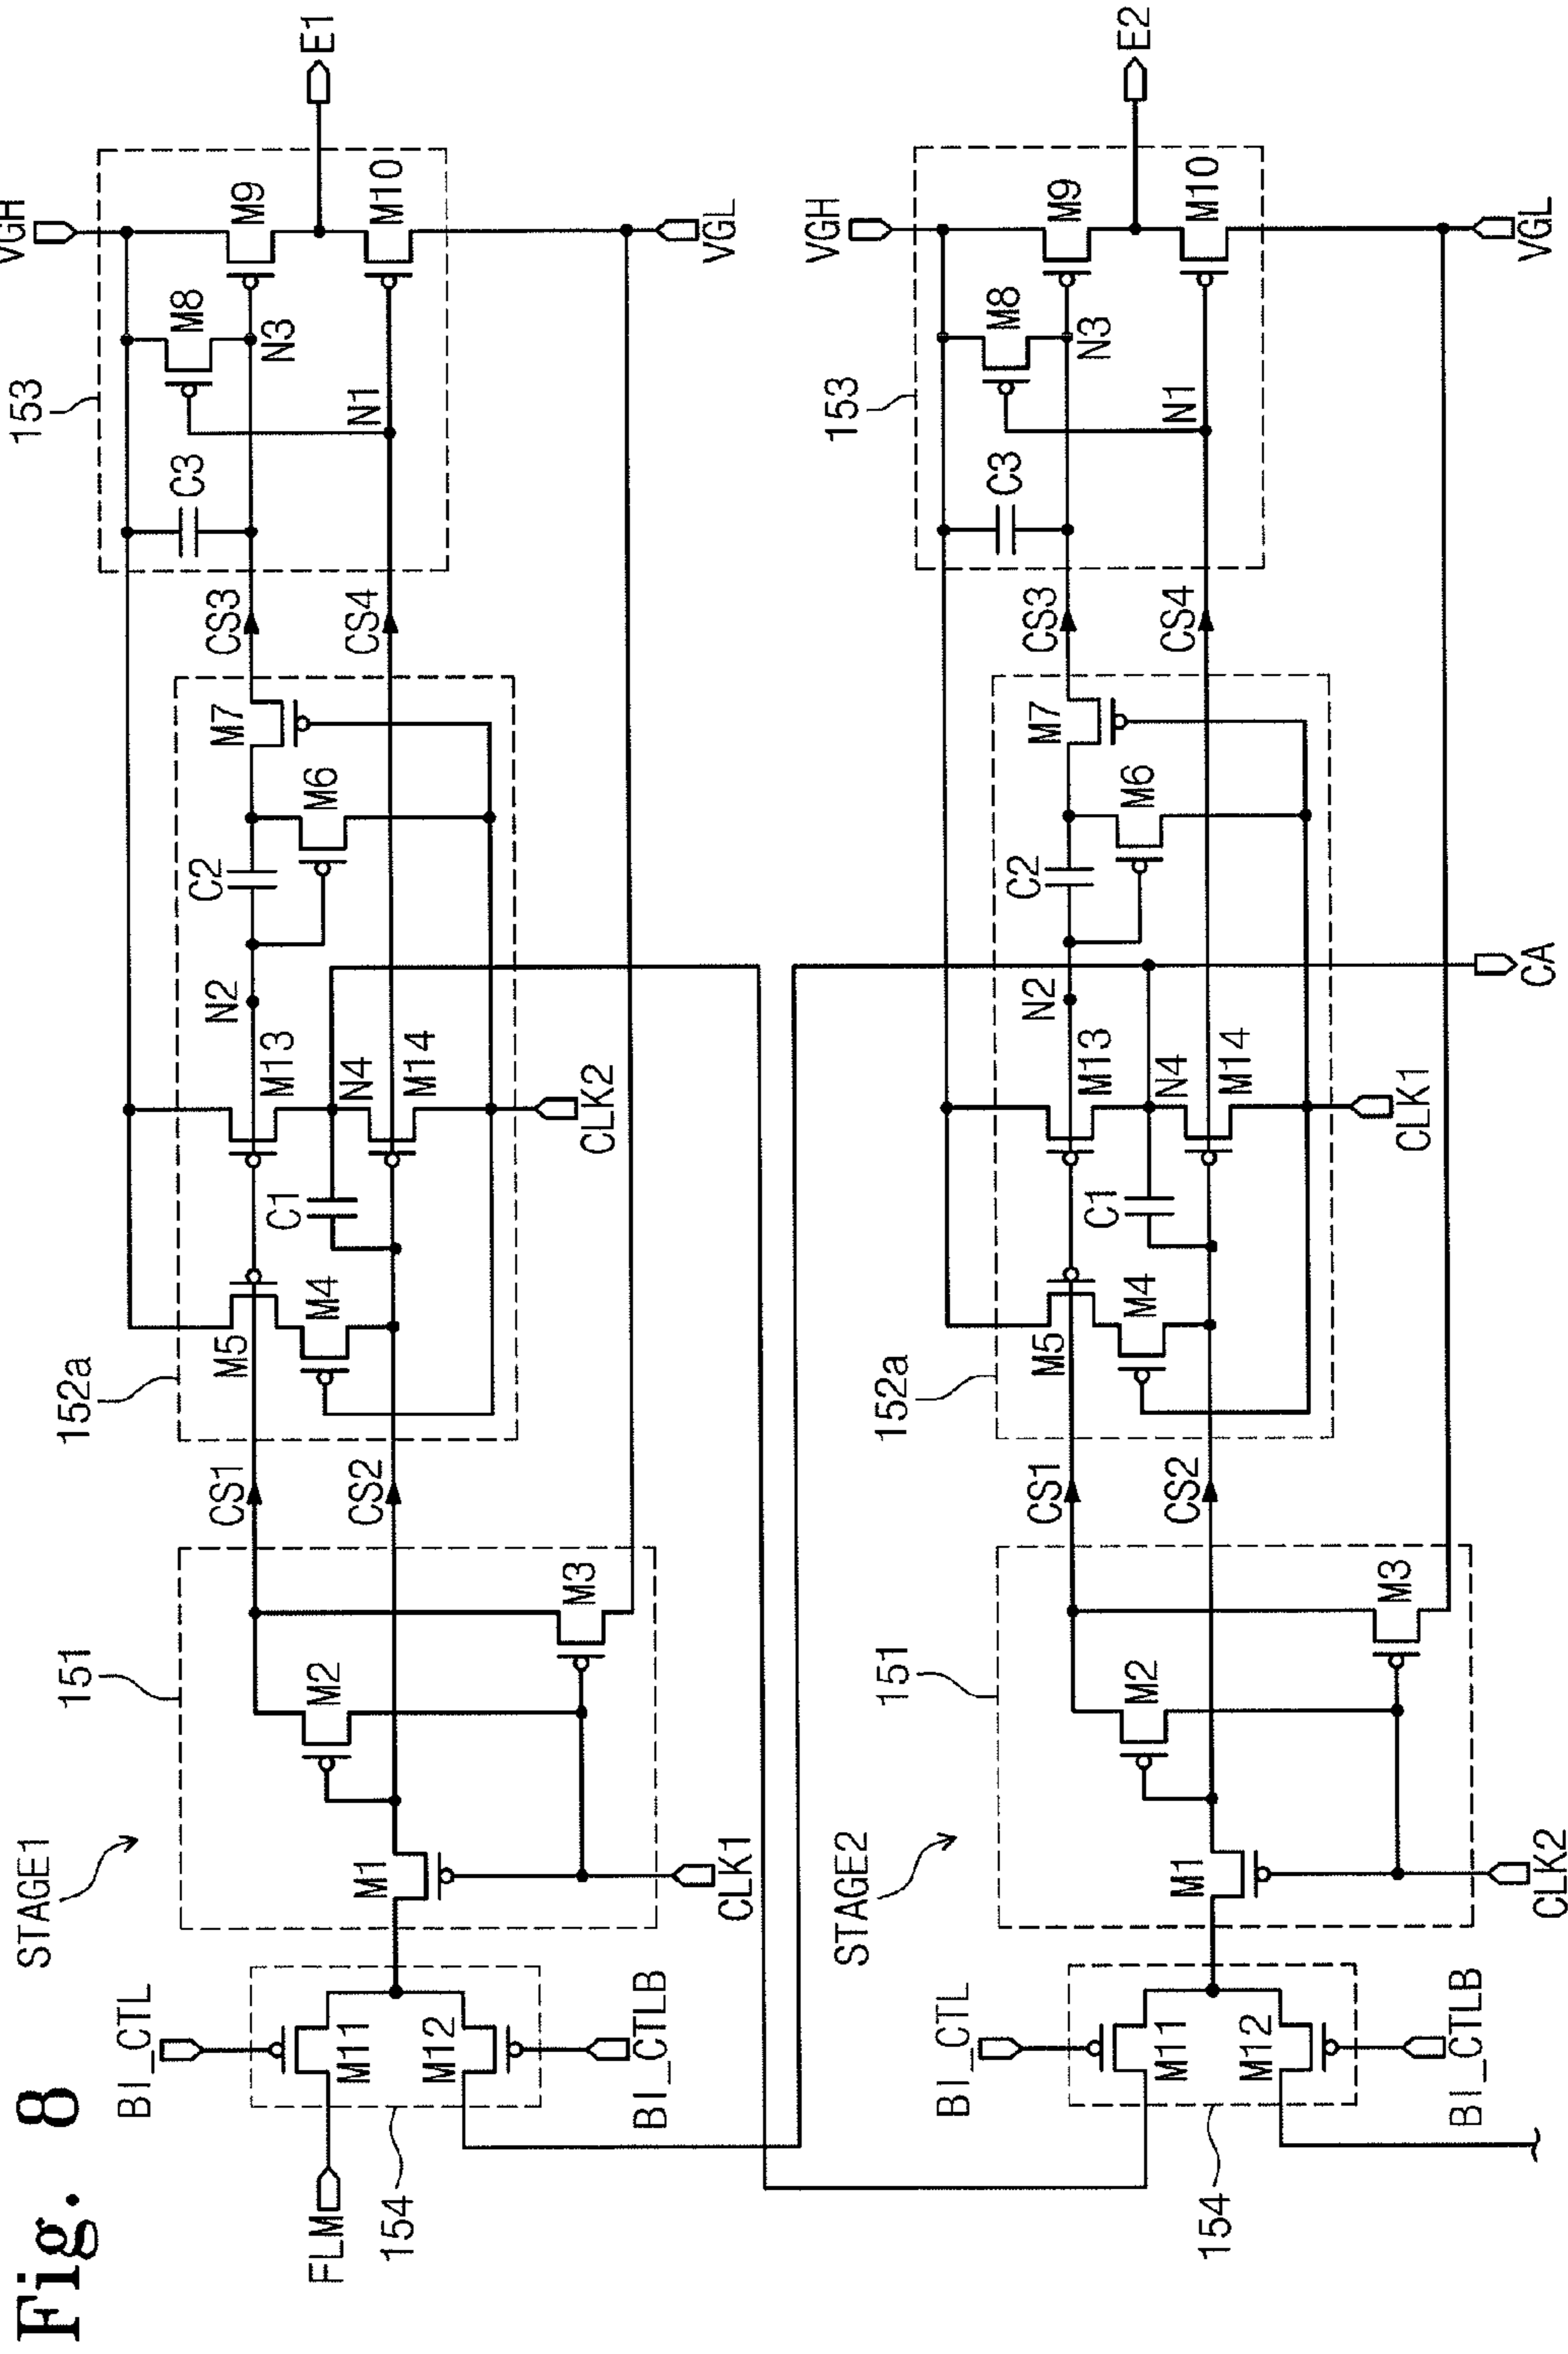 Fig. 8
STAGE1
BI_CTL
FLM
M11
M12
154
BI_CTLB
151
M1
M2
M3
CLK1
CS1
CS2
152a
M5
M4
C1
M13
N4
M14
N2
C2
M6
M7
CLK2
CS3
CS4
153
C3
M8
N3
N1
M9
M10
VGH
VGL
E1
STAGE2
BI_CTL
M11
M12
154
BI_CTLB
151
M1
M2
M3
CLK2
CS1
CS2
152a
M5
M4
C1
M13
N4
M14
N2
C2
M6
M7
CLK1
CA
CS3
CS4
153
C3
M8
N3
N1
M9
M10
VGH
VGL
E2